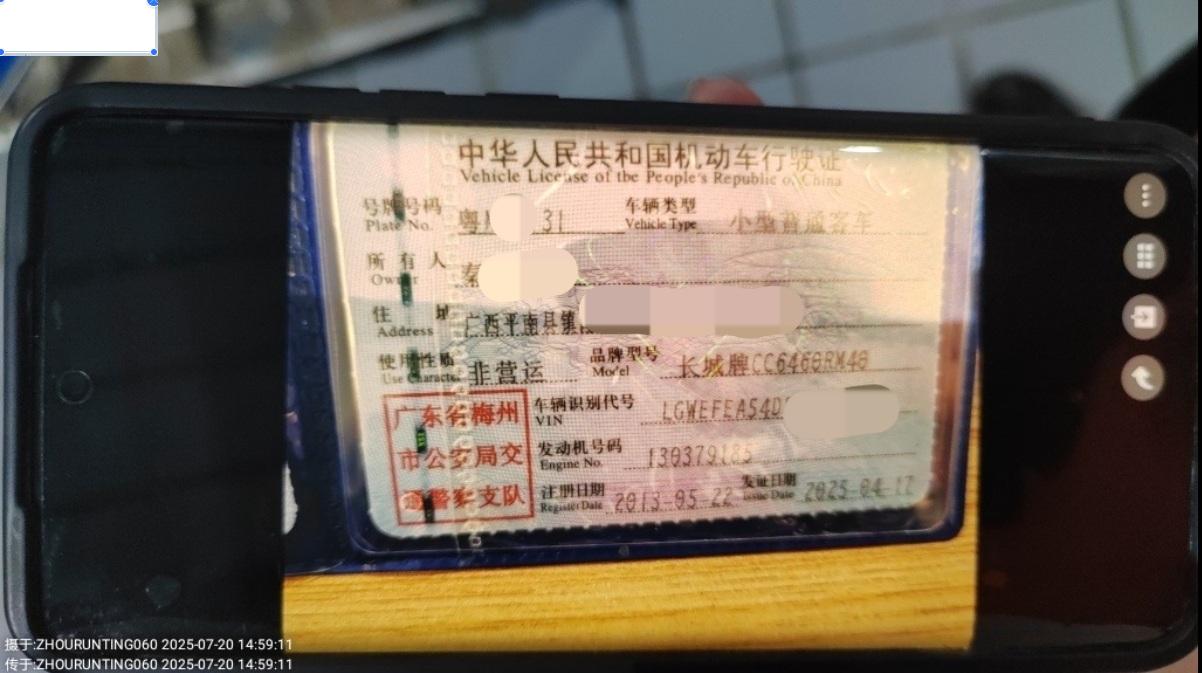 中华人民共和国机动车行驶证
Vehicle License of the People's Republic of China
号牌号码 粤 31 车辆类型 小型普通客车
Plate No. Vehicle Type
所有人 秦
Owner
住址 广西平南县镇
Address
使用性质 非营运 品牌型号 长城牌CC6460RM40
Use Character Model
广东省梅州
市公安局交
通警察支队
车辆识别代号 LGWEFEA54D
VIN
发动机号码 130379185
Engine No.
注册日期 2013-05-22 发证日期 2025-04-17
Register Date Issue Date
摄于:ZHOURUNTING060 2025-07-20 14:59:11
传于:ZHOURUNTING060 2025-07-20 14:59:11